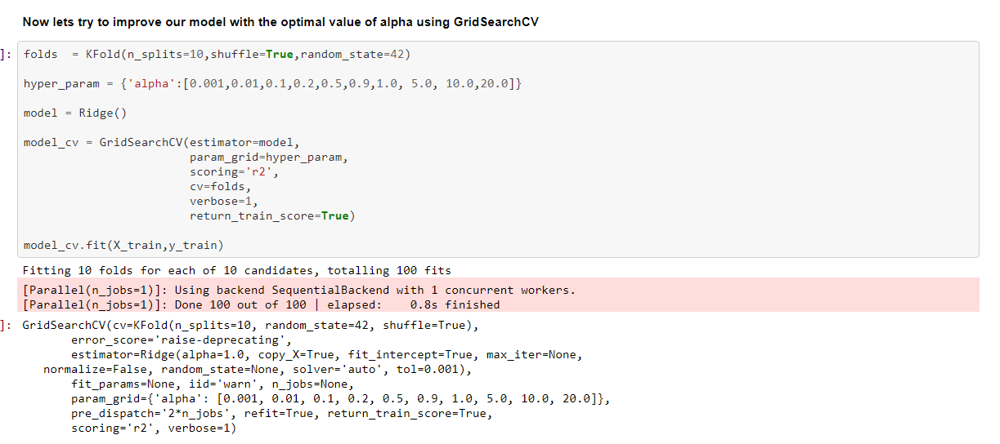 Now lets try to improve our model with the optimal value of alpha using GridSearchCV
]: folds  = KFold(n_splits=10,shuffle=True,random_state=42)
hyper_param = {'alpha':[0.001,0.01,0.1,0.2,0.5,0.9,1.0, 5.0, 10.0,20.0]}
model = Ridge()
model_cv = GridSearchCV(estimator=model,
                        param_grid=hyper_param,
                        scoring='r2',
                        cv=folds,
                        verbose=1,
                        return_train_score=True)
model_cv.fit(X_train,y_train)
Fitting 10 folds for each of 10 candidates, totalling 100 fits
[Parallel(n_jobs=1)]: Using backend SequentialBackend with 1 concurrent workers.
[Parallel(n_jobs=1)]: Done 100 out of 100 | elapsed:    0.8s finished
]: GridSearchCV(cv=KFold(n_splits=10, random_state=42, shuffle=True),
       error_score='raise-deprecating',
       estimator=Ridge(alpha=1.0, copy_X=True, fit_intercept=True, max_iter=None,
   normalize=False, random_state=None, solver='auto', tol=0.001),
       fit_params=None, iid='warn', n_jobs=None,
       param_grid={'alpha': [0.001, 0.01, 0.1, 0.2, 0.5, 0.9, 1.0, 5.0, 10.0, 20.0]},
       pre_dispatch='2*n_jobs', refit=True, return_train_score=True,
       scoring='r2', verbose=1)